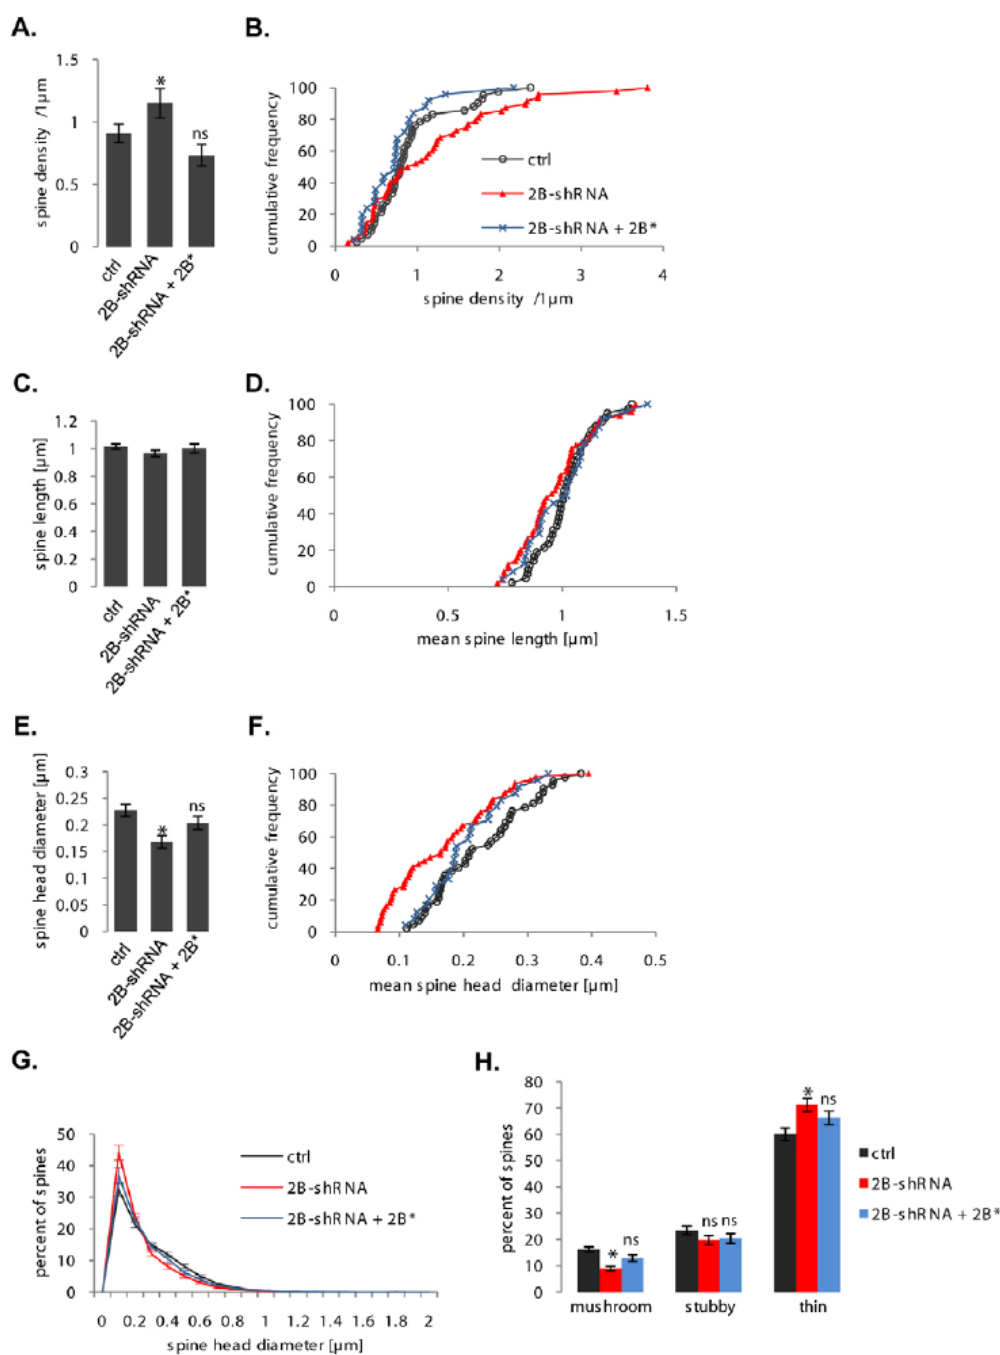 A.
spine density /1µm
1.5
1
0.5
0
*
ns
ctrl
2B-shRNA
2B-shRNA + 2B*
B.
cumulative frequency
100
80
60
40
20
0
0
1
2
3
4
spine density /1µm
ctrl
2B-shRNA
2B-shRNA + 2B*
C.
spine length [µm]
1.2
1
0.8
0.6
0.4
0.2
0
ctrl
2B-shRNA
2B-shRNA + 2B*
D.
cumulative frequency
100
80
60
40
20
0
0
0.5
1
1.5
mean spine length [µm]
E.
spine head diameter [µm]
0.3
0.25
0.2
0.15
0.1
0.05
0
*
ns
ctrl
2B-shRNA
2B-shRNA + 2B*
F.
cumulative frequency
100
80
60
40
20
0
0
0.1
0.2
0.3
0.4
0.5
mean spine head diameter [µm]
G.
percent of spines
50
40
30
20
10
0
0
0.2
0.4
0.6
0.8
1
1.2
1.4
1.6
1.8
2
spine head diameter [µm]
ctrl
2B-shRNA
2B-shRNA + 2B*
H.
percent of spines
80
70
60
50
40
30
20
10
0
*
ns
ns
ns
*
ns
mushroom
stubby
thin
ctrl
2B-shRNA
2B-shRNA + 2B*